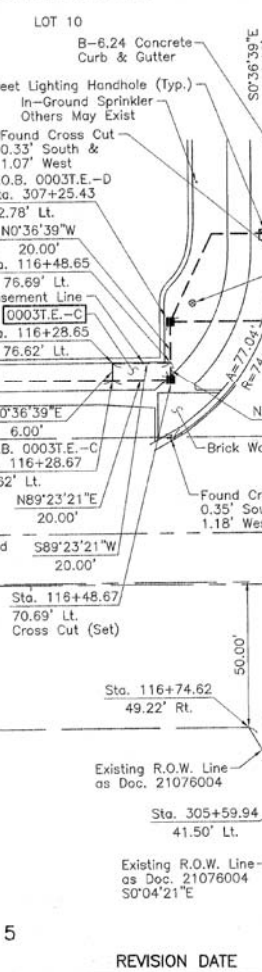 LOT 10
B-6.24 Concrete
Curb & Gutter
S0°36'39"E
eet Lighting Handhole (Typ.)
In-Ground Sprinkler
Others May Exist
Found Cross Cut
0.33' South &
1.07' West
O.B. 0003T.E.-D
ta. 307+25.43
2.78' Lt.
N0°36'39"W
20.00'
a. 116+48.65
76.69' Lt.
sement Line
0003T.E.-C
a. 116+28.65
76.62' Lt.
A=77.04'
R=74
0°36'39"E
6.00'
N
B. 0003T.E.-C
116+28.67
62' Lt.
Brick Wa
N89°23'21"E
20.00'
Found Cr
0.35' Sou
1.18' Wes
d
S89°23'21"W
20.00'
Sta. 116+48.67
70.69' Lt.
Cross Cut (Set)
50.00'
Sta. 116+74.62
49.22' Rt.
Existing R.O.W. Line
as Doc. 21076004
Sta. 305+59.94
41.50' Lt.
Existing R.O.W. Line
as Doc. 21076004
S0°04'21"E
5
REVISION DATE